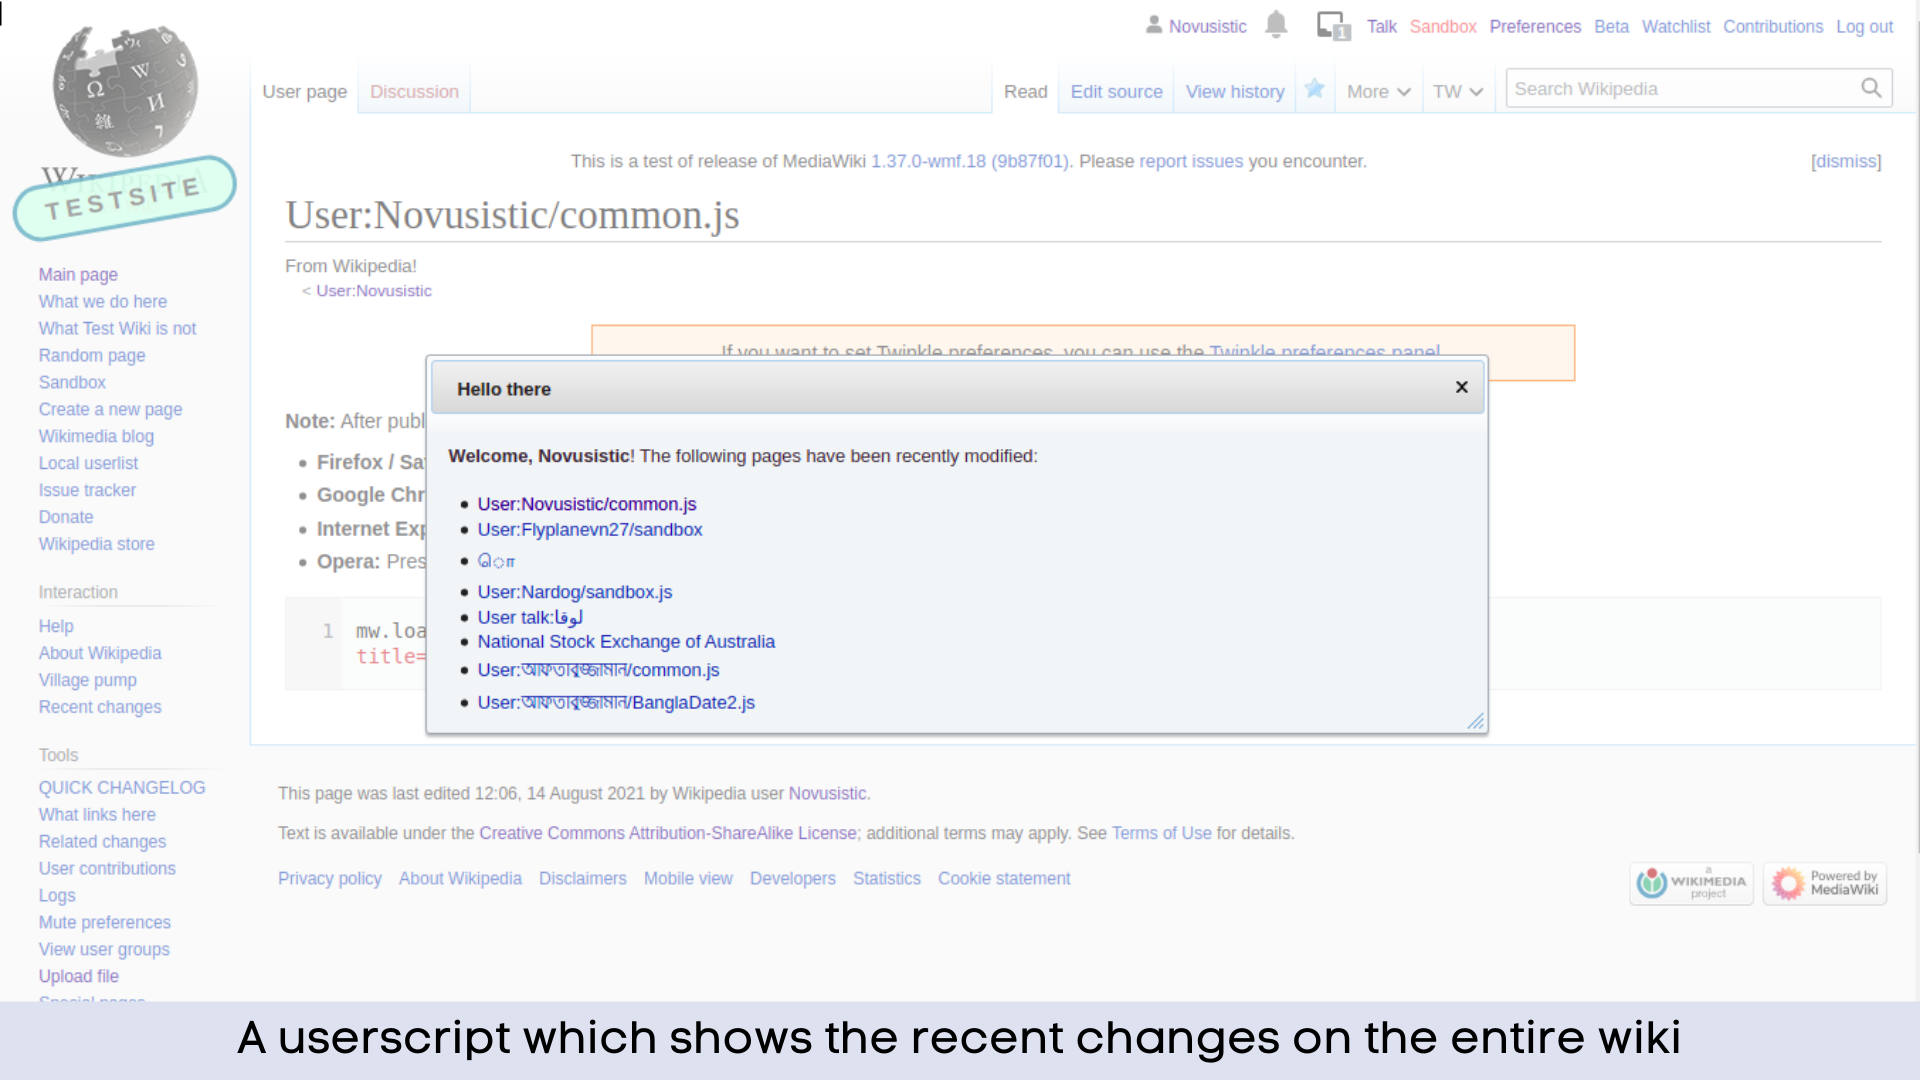 Novusistic 1 Talk Sandbox Preferences Beta Watchlist Contributions Log out
User page Discussion Read Edit source View history More TW Search Wikipedia
TESTSITE
This is a test of release of MediaWiki 1.37.0-wmf.18 (9b87f01). Please report issues you encounter. [dismiss]
User:Novusistic/common.js
From Wikipedia!
< User:Novusistic
If you want to set Twinkle preferences, you can use the Twinkle preferences panel
Note: After publ
Firefox / Sa
Google Chr
Internet Exp
Opera: Pres
1 mw.loa
title=
Hello there
Welcome, Novusistic! The following pages have been recently modified:
User:Novusistic/common.js
User:Flyplanevn27/sandbox
ொ
User:Nardog/sandbox.js
User talk:لوقا
National Stock Exchange of Australia
User:আফতাবুজ্জামান/common.js
User:আফতাবুজ্জামান/BanglaDate2.js
Main page
What we do here
What Test Wiki is not
Random page
Sandbox
Create a new page
Wikimedia blog
Local userlist
Issue tracker
Donate
Wikipedia store
Interaction
Help
About Wikipedia
Village pump
Recent changes
Tools
QUICK CHANGELOG
What links here
Related changes
User contributions
Logs
Mute preferences
View user groups
Upload file
Special pages
This page was last edited 12:06, 14 August 2021 by Wikipedia user Novusistic.
Text is available under the Creative Commons Attribution-ShareAlike License; additional terms may apply. See Terms of Use for details.
Privacy policy About Wikipedia Disclaimers Mobile view Developers Statistics Cookie statement
a
WIKIMEDIA
project
Powered by
MediaWiki
A userscript which shows the recent changes on the entire wiki